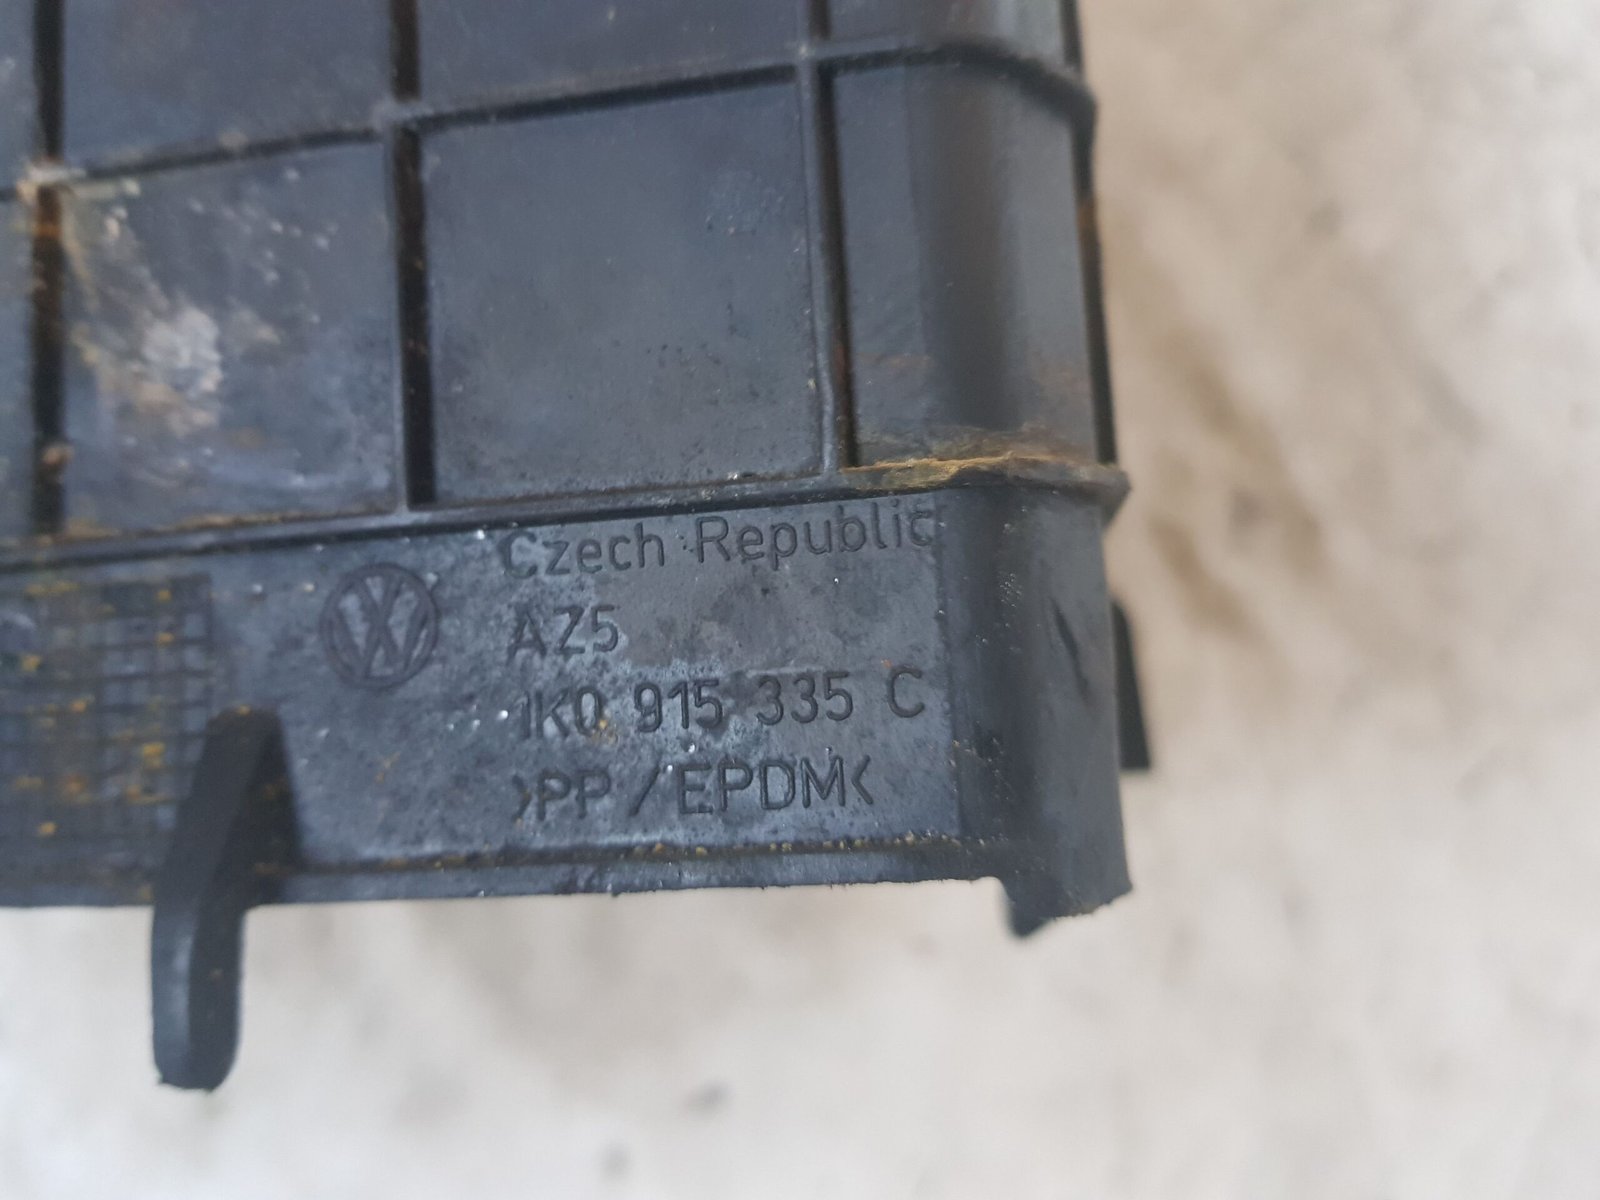 Czech Republic
AZ5
1K0 915 335 C
>PP/EPDM<